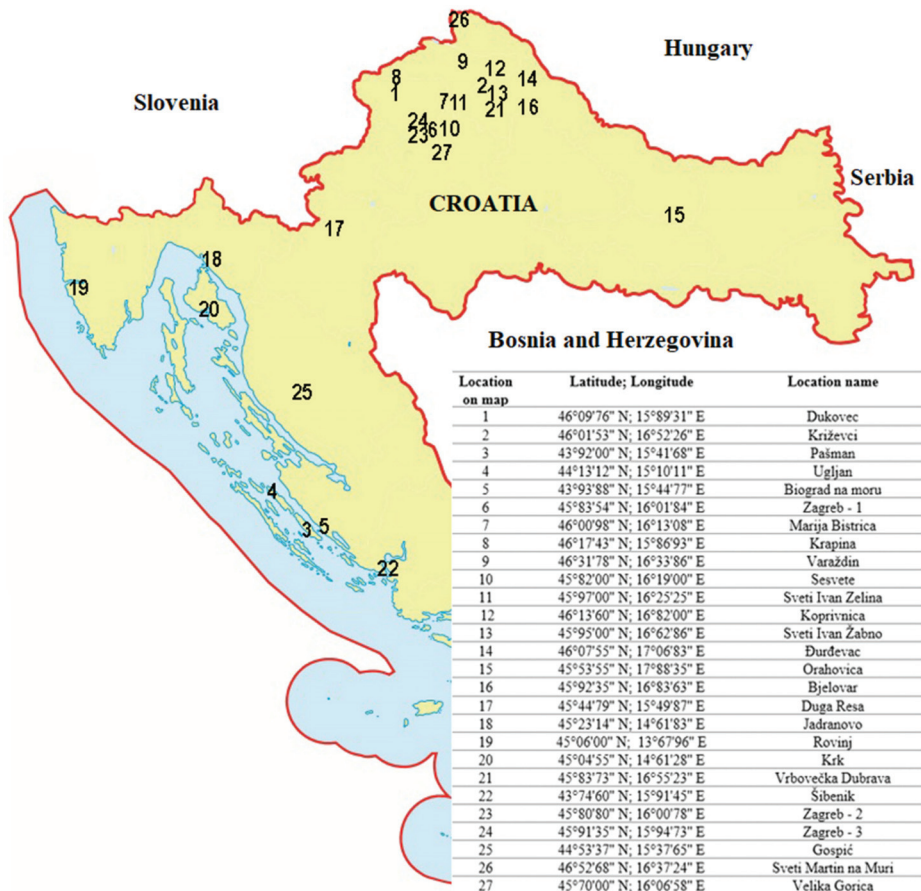 26
Hungary
9
12
8
14
Slovenia
2
1
13
7 11
16
21
24
6 10
23
27
Serbia
CROATIA
15
17
18
19
20
Bosnia and Herzegovina
25
4
5
3
22
Location on map Latitude; Longitude Location name
1 46°09'76" N; 15°89'31" E Dukovec
2 46°01'53" N; 16°52'26" E Križevci
3 43°92'00" N; 15°41'68" E Pašman
4 44°13'12" N; 15°10'11" E Ugljan
5 43°93'88" N; 15°44'77" E Biograd na moru
6 45°83'54" N; 16°01'84" E Zagreb - 1
7 46°00'98" N; 16°13'08" E Marija Bistrica
8 46°17'43" N; 15°86'93" E Krapina
9 46°31'78" N; 16°33'86" E Varaždin
10 45°82'00" N; 16°19'00" E Sesvete
11 45°97'00" N; 16°25'25" E Sveti Ivan Zelina
12 46°13'60" N; 16°82'00" E Koprivnica
13 45°95'00" N; 16°62'86" E Sveti Ivan Žabno
14 46°07'55" N; 17°06'83" E Đurđevac
15 45°53'55" N; 17°88'35" E Orahovica
16 45°92'35" N; 16°83'63" E Bjelovar
17 45°44'79" N; 15°49'87" E Duga Resa
18 45°23'14" N; 14°61'83" E Jadranovo
19 45°06'00" N; 13°67'96" E Rovinj
20 45°04'55" N; 14°61'28" E Krk
21 45°83'73" N; 16°55'23" E Vrbovečka Dubrava
22 43°74'60" N; 15°91'45" E Šibenik
23 45°80'80" N; 16°00'78" E Zagreb - 2
24 45°91'35" N; 15°94'73" E Zagreb - 3
25 44°53'37" N; 15°37'65" E Gospić
26 46°52'68" N; 16°37'24" E Sveti Martin na Muri
27 45°70'00" N; 16°06'58" E Velika Gorica